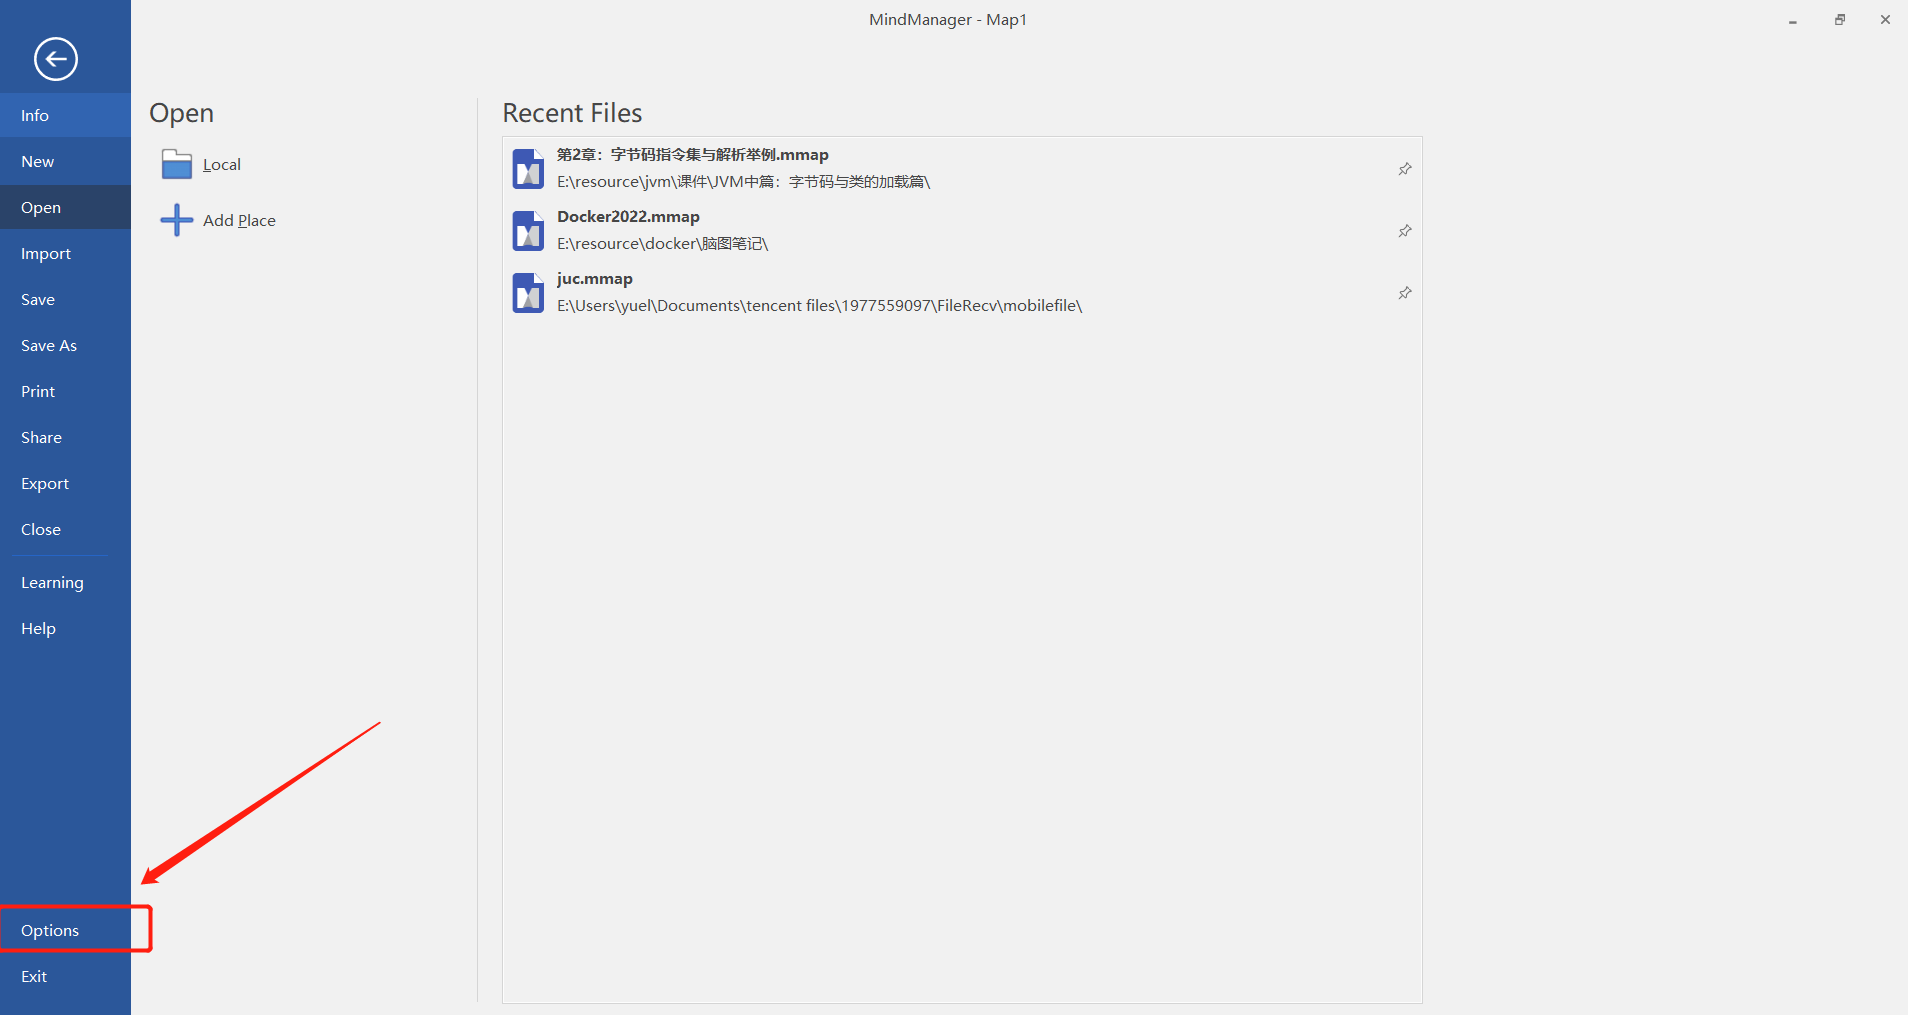 MindManager - Map1
Info
New
Open
Import
Save
Save As
Print
Share
Export
Close
Learning
Help
Options
Exit
Open
Local
Add Place
Recent Files
第2章：字节码指令集与解析举例.mmap
E:\resource\jvm\课件\JVM中篇：字节码与类的加载篇\
Docker2022.mmap
E:\resource\docker\脑图笔记\
juc.mmap
E:\Users\yuel\Documents\tencent files\1977559097\FileRecv\mobilefile\